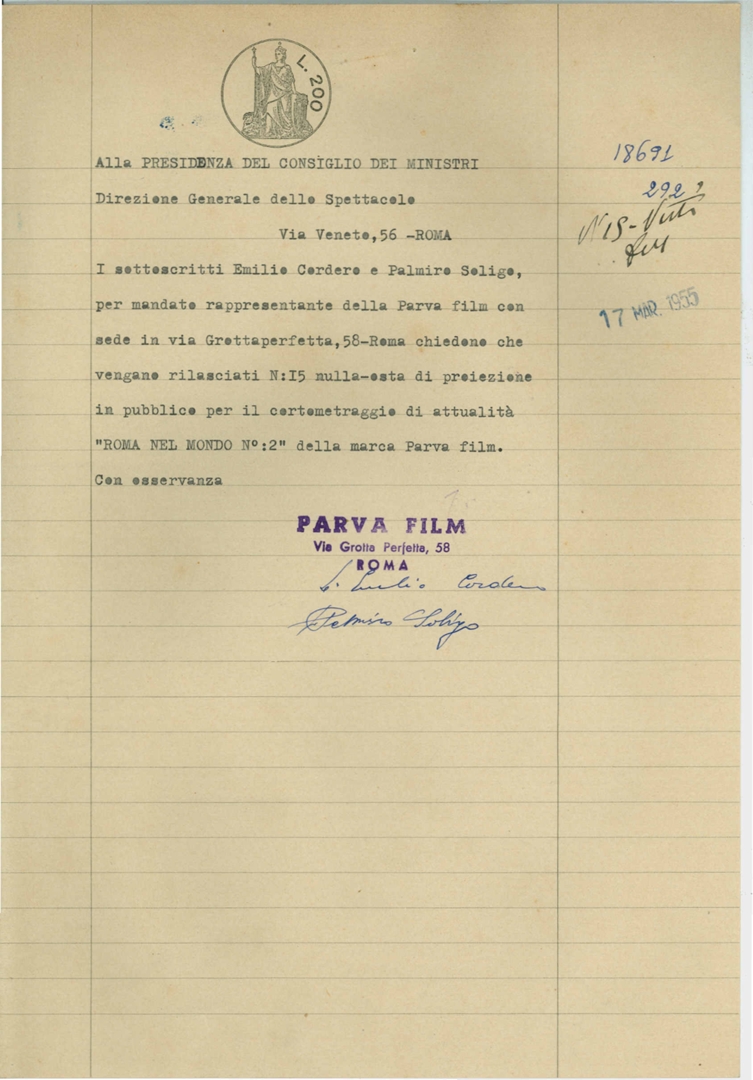 L. 200
Alla PRESIDENZA DEL CONSIGLIO DEI MINISTRI
Direzione Generale dello Spettacolo
Via Veneto,56 -ROMA
I sottoscritti Emilio Cordero e Palmiro Soligo,
per mandato rappresentante della Parva film con
sede in via Grottaperfetta,58-Roma chiedono che
vengano rilasciati N:I5 nulla-osta di proiezione
in pubblico per il cortometraggio di attualità
"ROMA NEL MONDO N°:2" della marca Parva film.
Con osservanza
18691
292
N 15 - Visti
17 MAR. 1955
PARVA FILM
Via Grotta Perfetta, 58
ROMA
Emilio Cordero
Palmiro Soligo